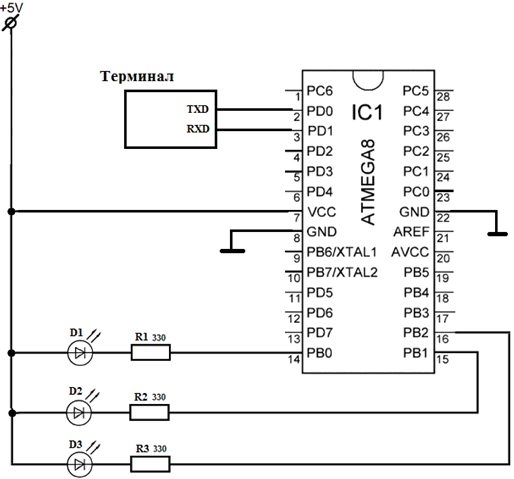 +5V
Терминал
TXD
RXD
IC1
ATMEGA8
1 PC6
2 PD0
3 PD1
4 PD2
5 PD3
6 PD4
7 VCC
8 GND
9 PB6/XTAL1
10 PB7/XTAL2
11 PD5
12 PD6
13 PD7
14 PB0
PC5 28
PC4 27
PC3 26
PC2 25
PC1 24
PC0 23
GND 22
AREF 21
AVCC 20
PB5 19
PB4 18
PB3 17
PB2 16
PB1 15
D1
R1 330
D2
R2 330
D3
R3 330